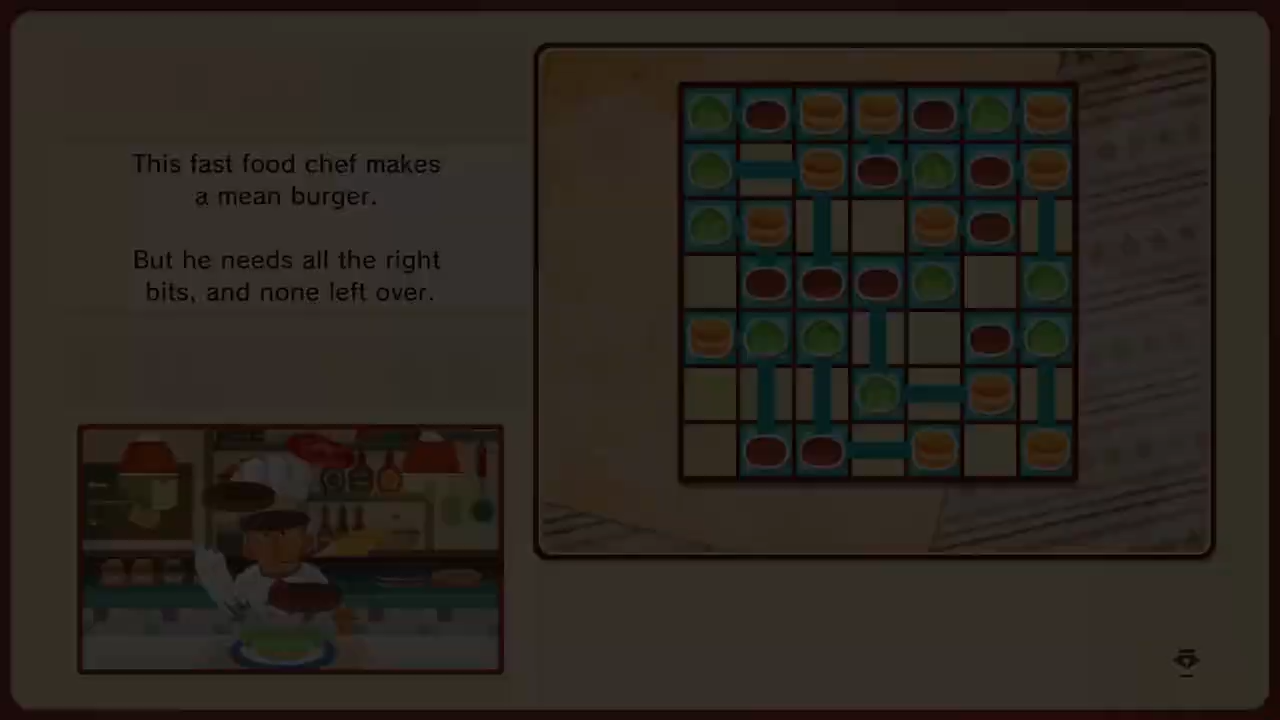 This fast food chef makes
a mean burger.
But he needs all the right
bits, and none left over.